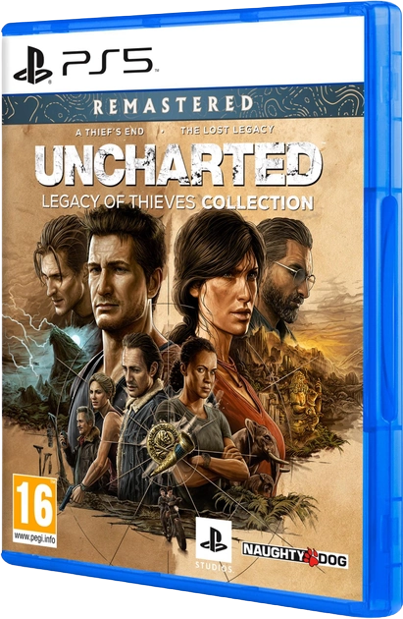 PS5
REMASTERED
A THIEF'S END · THE LOST LEGACY
UNCHARTED
LEGACY OF THIEVES COLLECTION
16
www.pegi.info
STUDIOS
NAUGHTY DOG